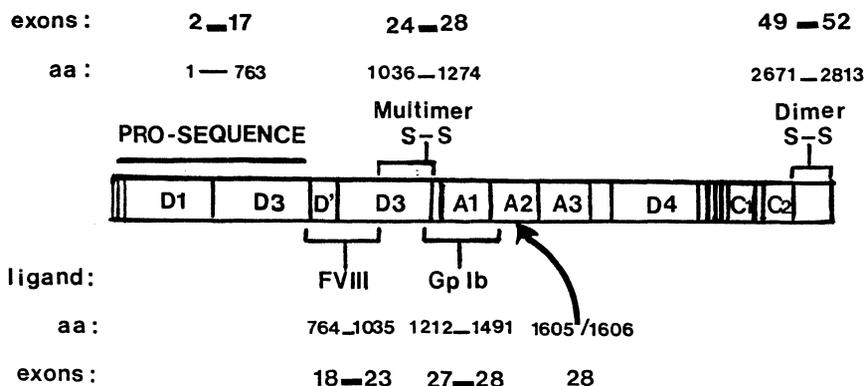 exons: 2–17 24–28 49–52
aa: 1–763 1036–1274 2671–2813
Multimer Dimer
PRO-SEQUENCE S–S S–S
D1 D3 D' D3 A1 A2 A3 D4 C1 C2
ligand: FVIII Gp Ib
aa: 764–1035 1212–1491 1605/1606
exons: 18–23 27–28 28